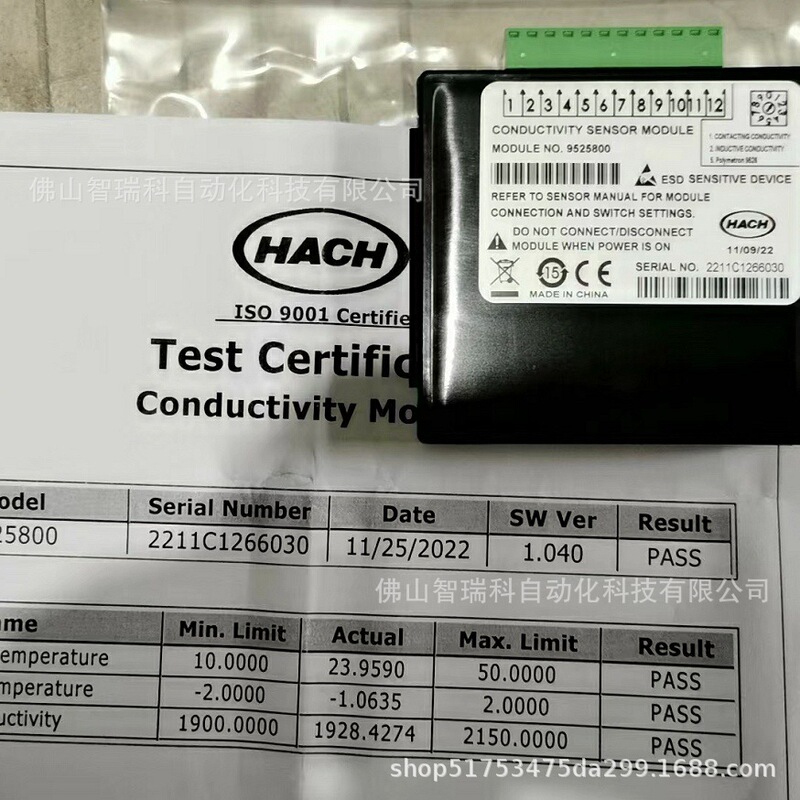 1 2 3 4 5 6 7 8 9 10 11 12
CONDUCTIVITY SENSOR MODULE
MODULE NO. 9525800
1. CONTACTING CONDUCTIVITY
2. INDUCTIVE CONDUCTIVITY
5. Polymetron 9526
ESD SENSITIVE DEVICE
REFER TO SENSOR MANUAL FOR MODULE
CONNECTION AND SWITCH SETTINGS.
DO NOT CONNECT/DISCONNECT
MODULE WHEN POWER IS ON
HACH
11/09/22
15 CE
SERIAL NO. 2211C1266030
MADE IN CHINA
佛山智瑞科自动化科技有限公司
HACH
ISO 9001 Certifie
Test Certific
Conductivity Mo
odel Serial Number Date SW Ver Result
25800 2211C1266030 11/25/2022 1.040 PASS
佛山智瑞科自动化科技有限公司
me Min. Limit Actual Max. Limit Result
emperature 10.0000 23.9590 50.0000 PASS
mperature -2.0000 -1.0635 2.0000 PASS
uctivity 1900.0000 1928.4274 2150.0000 PASS
shop51753475da299.1688.com